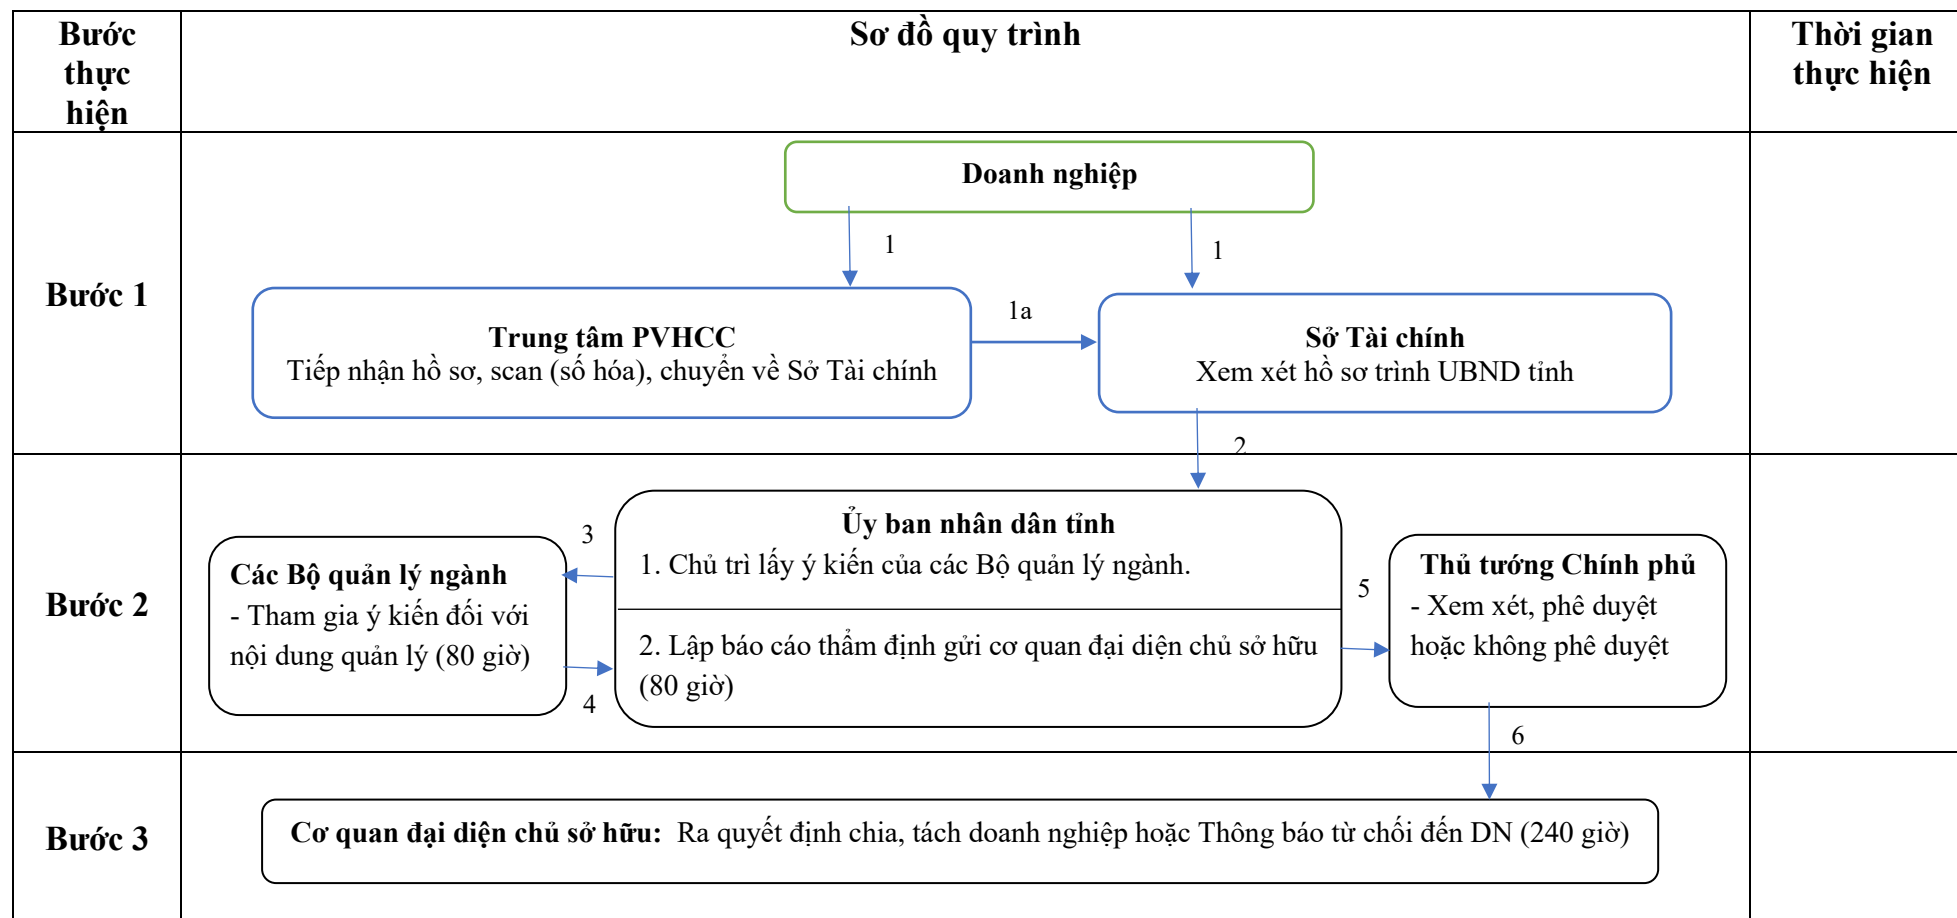 Bước
thực
hiện
Sơ đồ quy trình
Thời gian
thực hiện
Bước 1
Doanh nghiệp
1
1
Trung tâm PVHCC
Tiếp nhận hồ sơ, scan (số hóa), chuyển về Sở Tài chính
1a
Sở Tài chính
Xem xét hồ sơ trình UBND tỉnh
2
Bước 2
Các Bộ quản lý ngành
- Tham gia ý kiến đối với
nội dung quản lý (80 giờ)
3
4
Ủy ban nhân dân tỉnh
1. Chủ trì lấy ý kiến của các Bộ quản lý ngành.
2. Lập báo cáo thẩm định gửi cơ quan đại diện chủ sở hữu
(80 giờ)
5
Thủ tướng Chính phủ
- Xem xét, phê duyệt
hoặc không phê duyệt
6
Bước 3
Cơ quan đại diện chủ sở hữu: Ra quyết định chia, tách doanh nghiệp hoặc Thông báo từ chối đến DN (240 giờ)